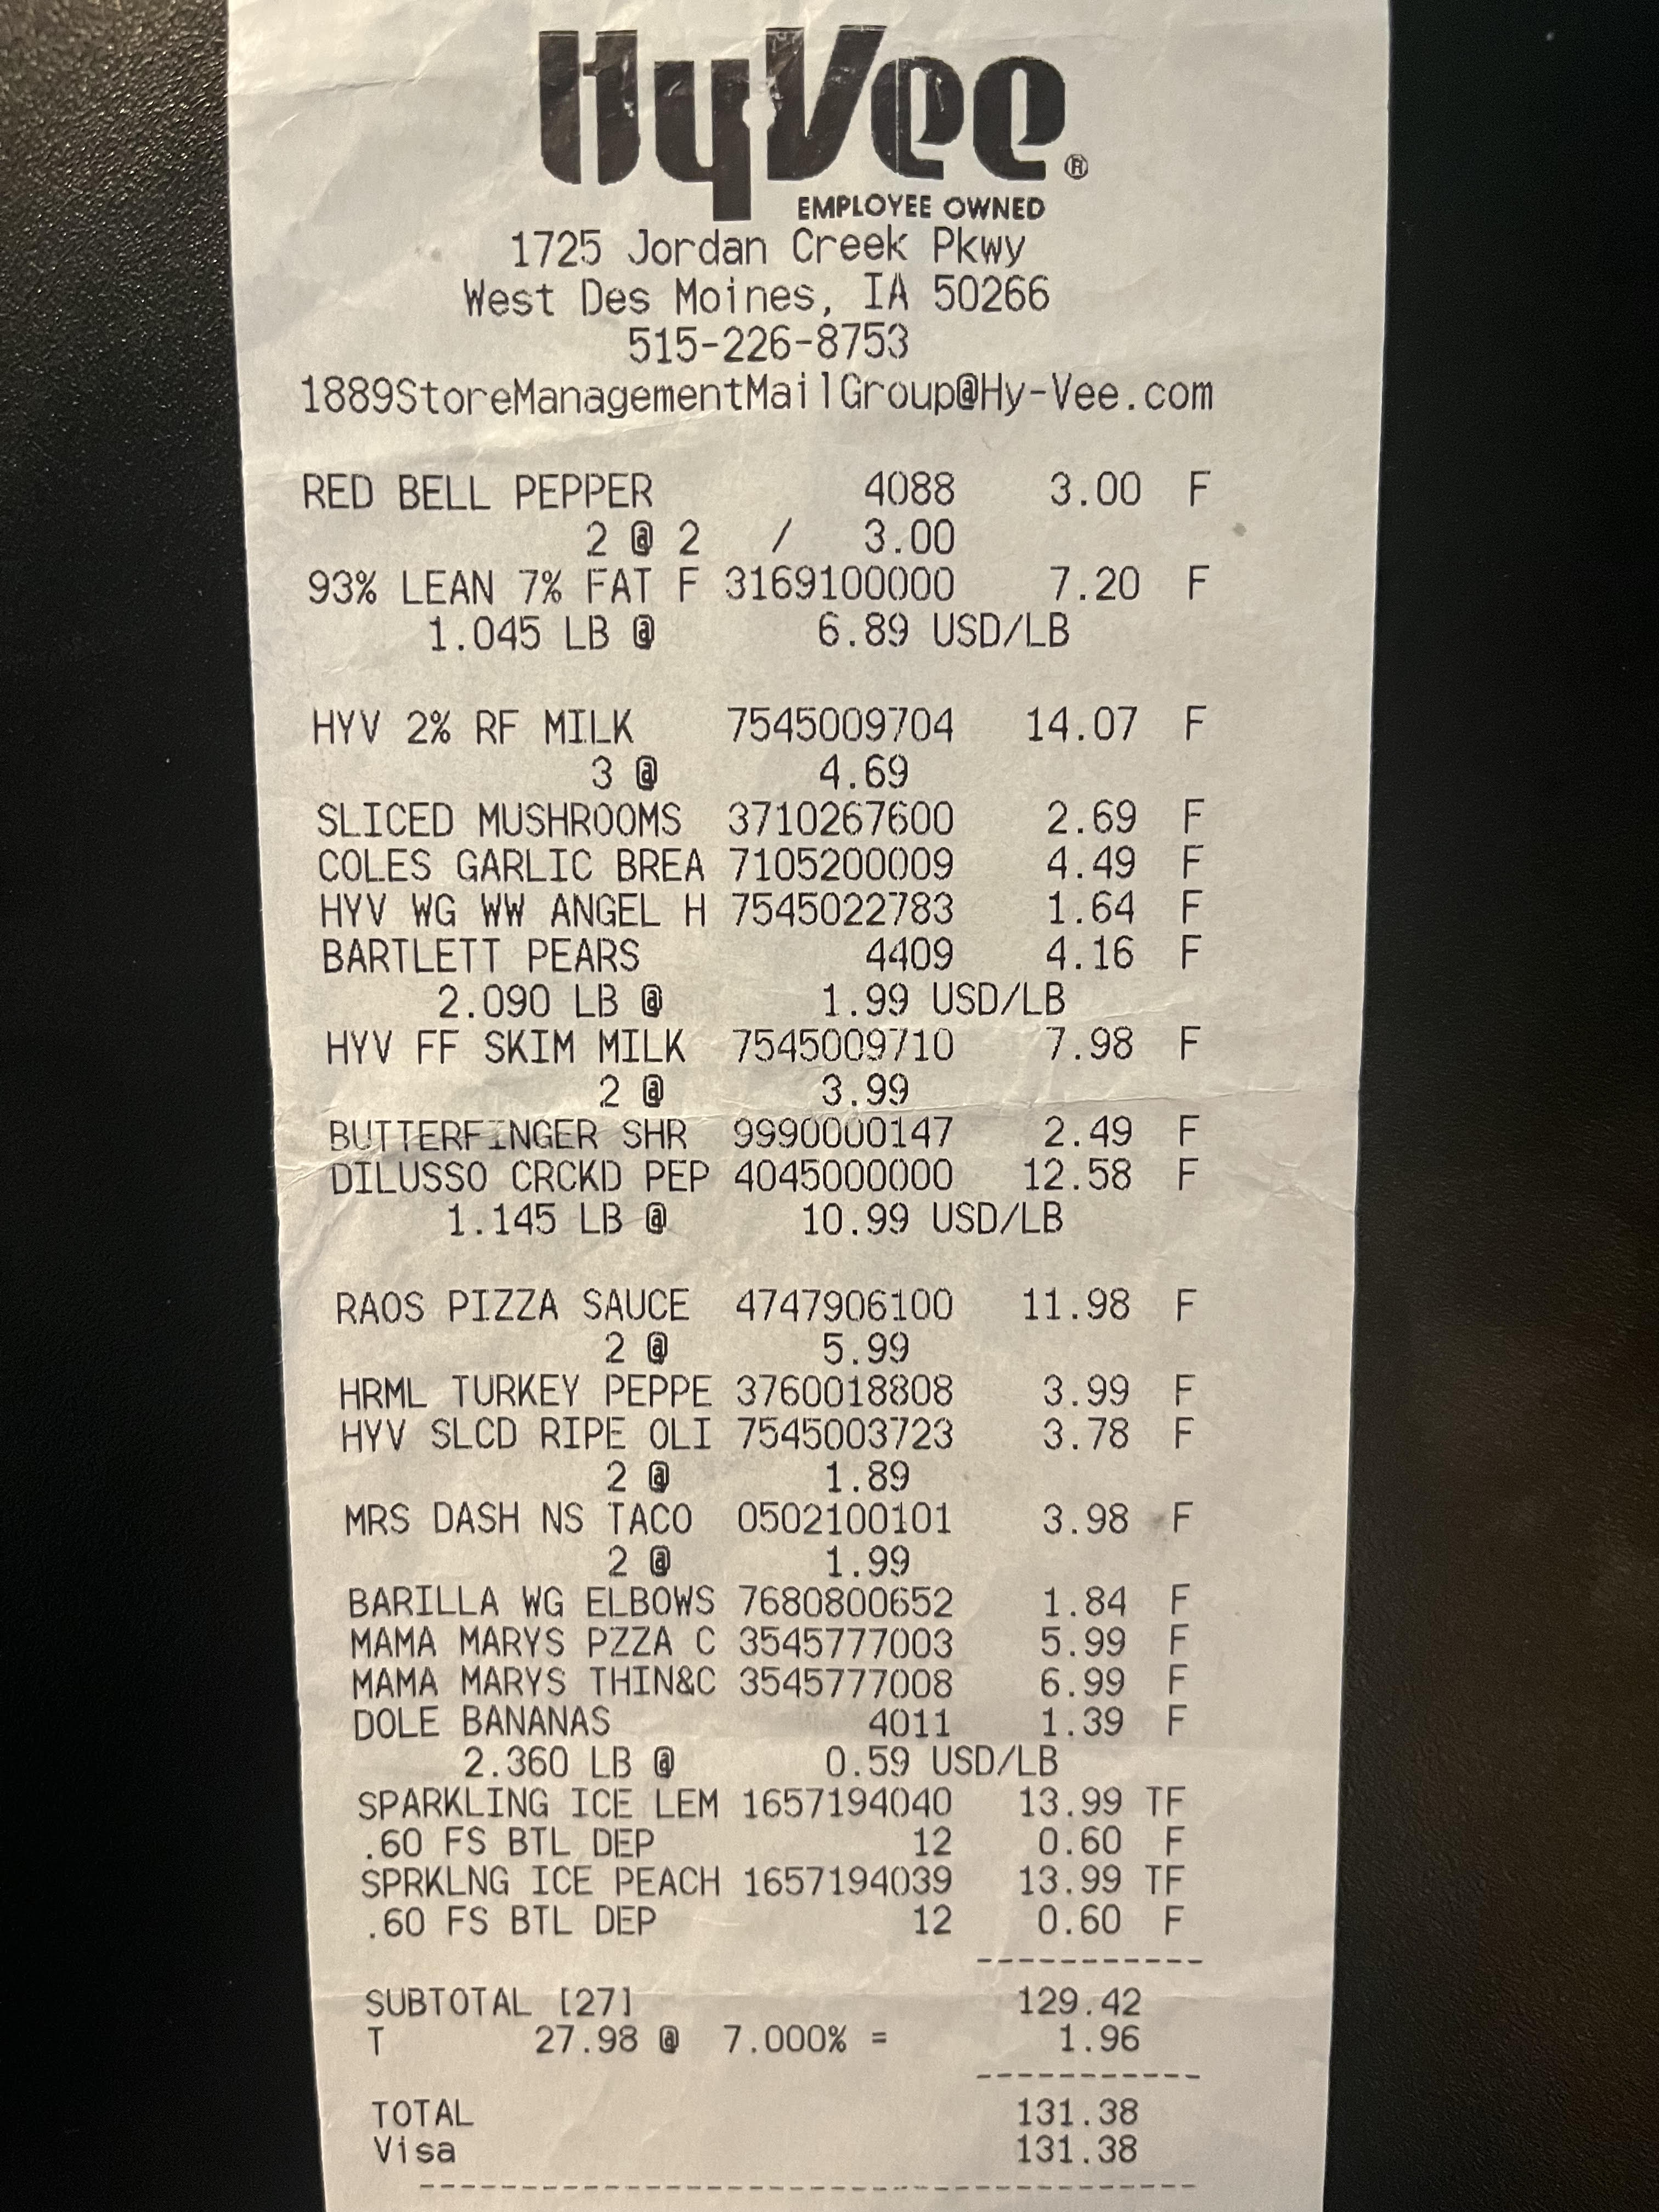 HyVee®
EMPLOYEE OWNED
1725 Jordan Creek Pkwy
West Des Moines, IA 50266
515-226-8753
1889StoreManagementMailGroup@Hy-Vee.com
RED BELL PEPPER 4088 3.00 F
2 @ 2 / 3.00
93% LEAN 7% FAT F 3169100000 7.20 F
1.045 LB @ 6.89 USD/LB
HYV 2% RF MILK 7545009704 14.07 F
3 @ 4.69
SLICED MUSHROOMS 3710267600 2.69 F
COLES GARLIC BREA 7105200009 4.49 F
HYV WG WW ANGEL H 7545022783 1.64 F
BARTLETT PEARS 4409 4.16 F
2.090 LB @ 1.99 USD/LB
HYV FF SKIM MILK 7545009710 7.98 F
2 @ 3.99
BUTTERFINGER SHR 9990000147 2.49 F
DILUSSO CRCKD PEP 4045000000 12.58 F
1.145 LB @ 10.99 USD/LB
RAOS PIZZA SAUCE 4747906100 11.98 F
2 @ 5.99
HRML TURKEY PEPPE 3760018808 3.99 F
HYV SLCD RIPE OLI 7545003723 3.78 F
2 @ 1.89
MRS DASH NS TACO 0502100101 3.98 F
2 @ 1.99
BARILLA WG ELBOWS 7680800652 1.84 F
MAMA MARYS PZZA C 3545777003 5.99 F
MAMA MARYS THIN&C 3545777008 6.99 F
DOLE BANANAS 4011 1.39 F
2.360 LB @ 0.59 USD/LB
SPARKLING ICE LEM 1657194040 13.99 TF
.60 FS BTL DEP 12 0.60 F
SPRKLNG ICE PEACH 1657194039 13.99 TF
.60 FS BTL DEP 12 0.60 F
-----------
SUBTOTAL [27] 129.42
T 27.98 @ 7.000% = 1.96
-----------
TOTAL 131.38
Visa 131.38
--------------------------------------